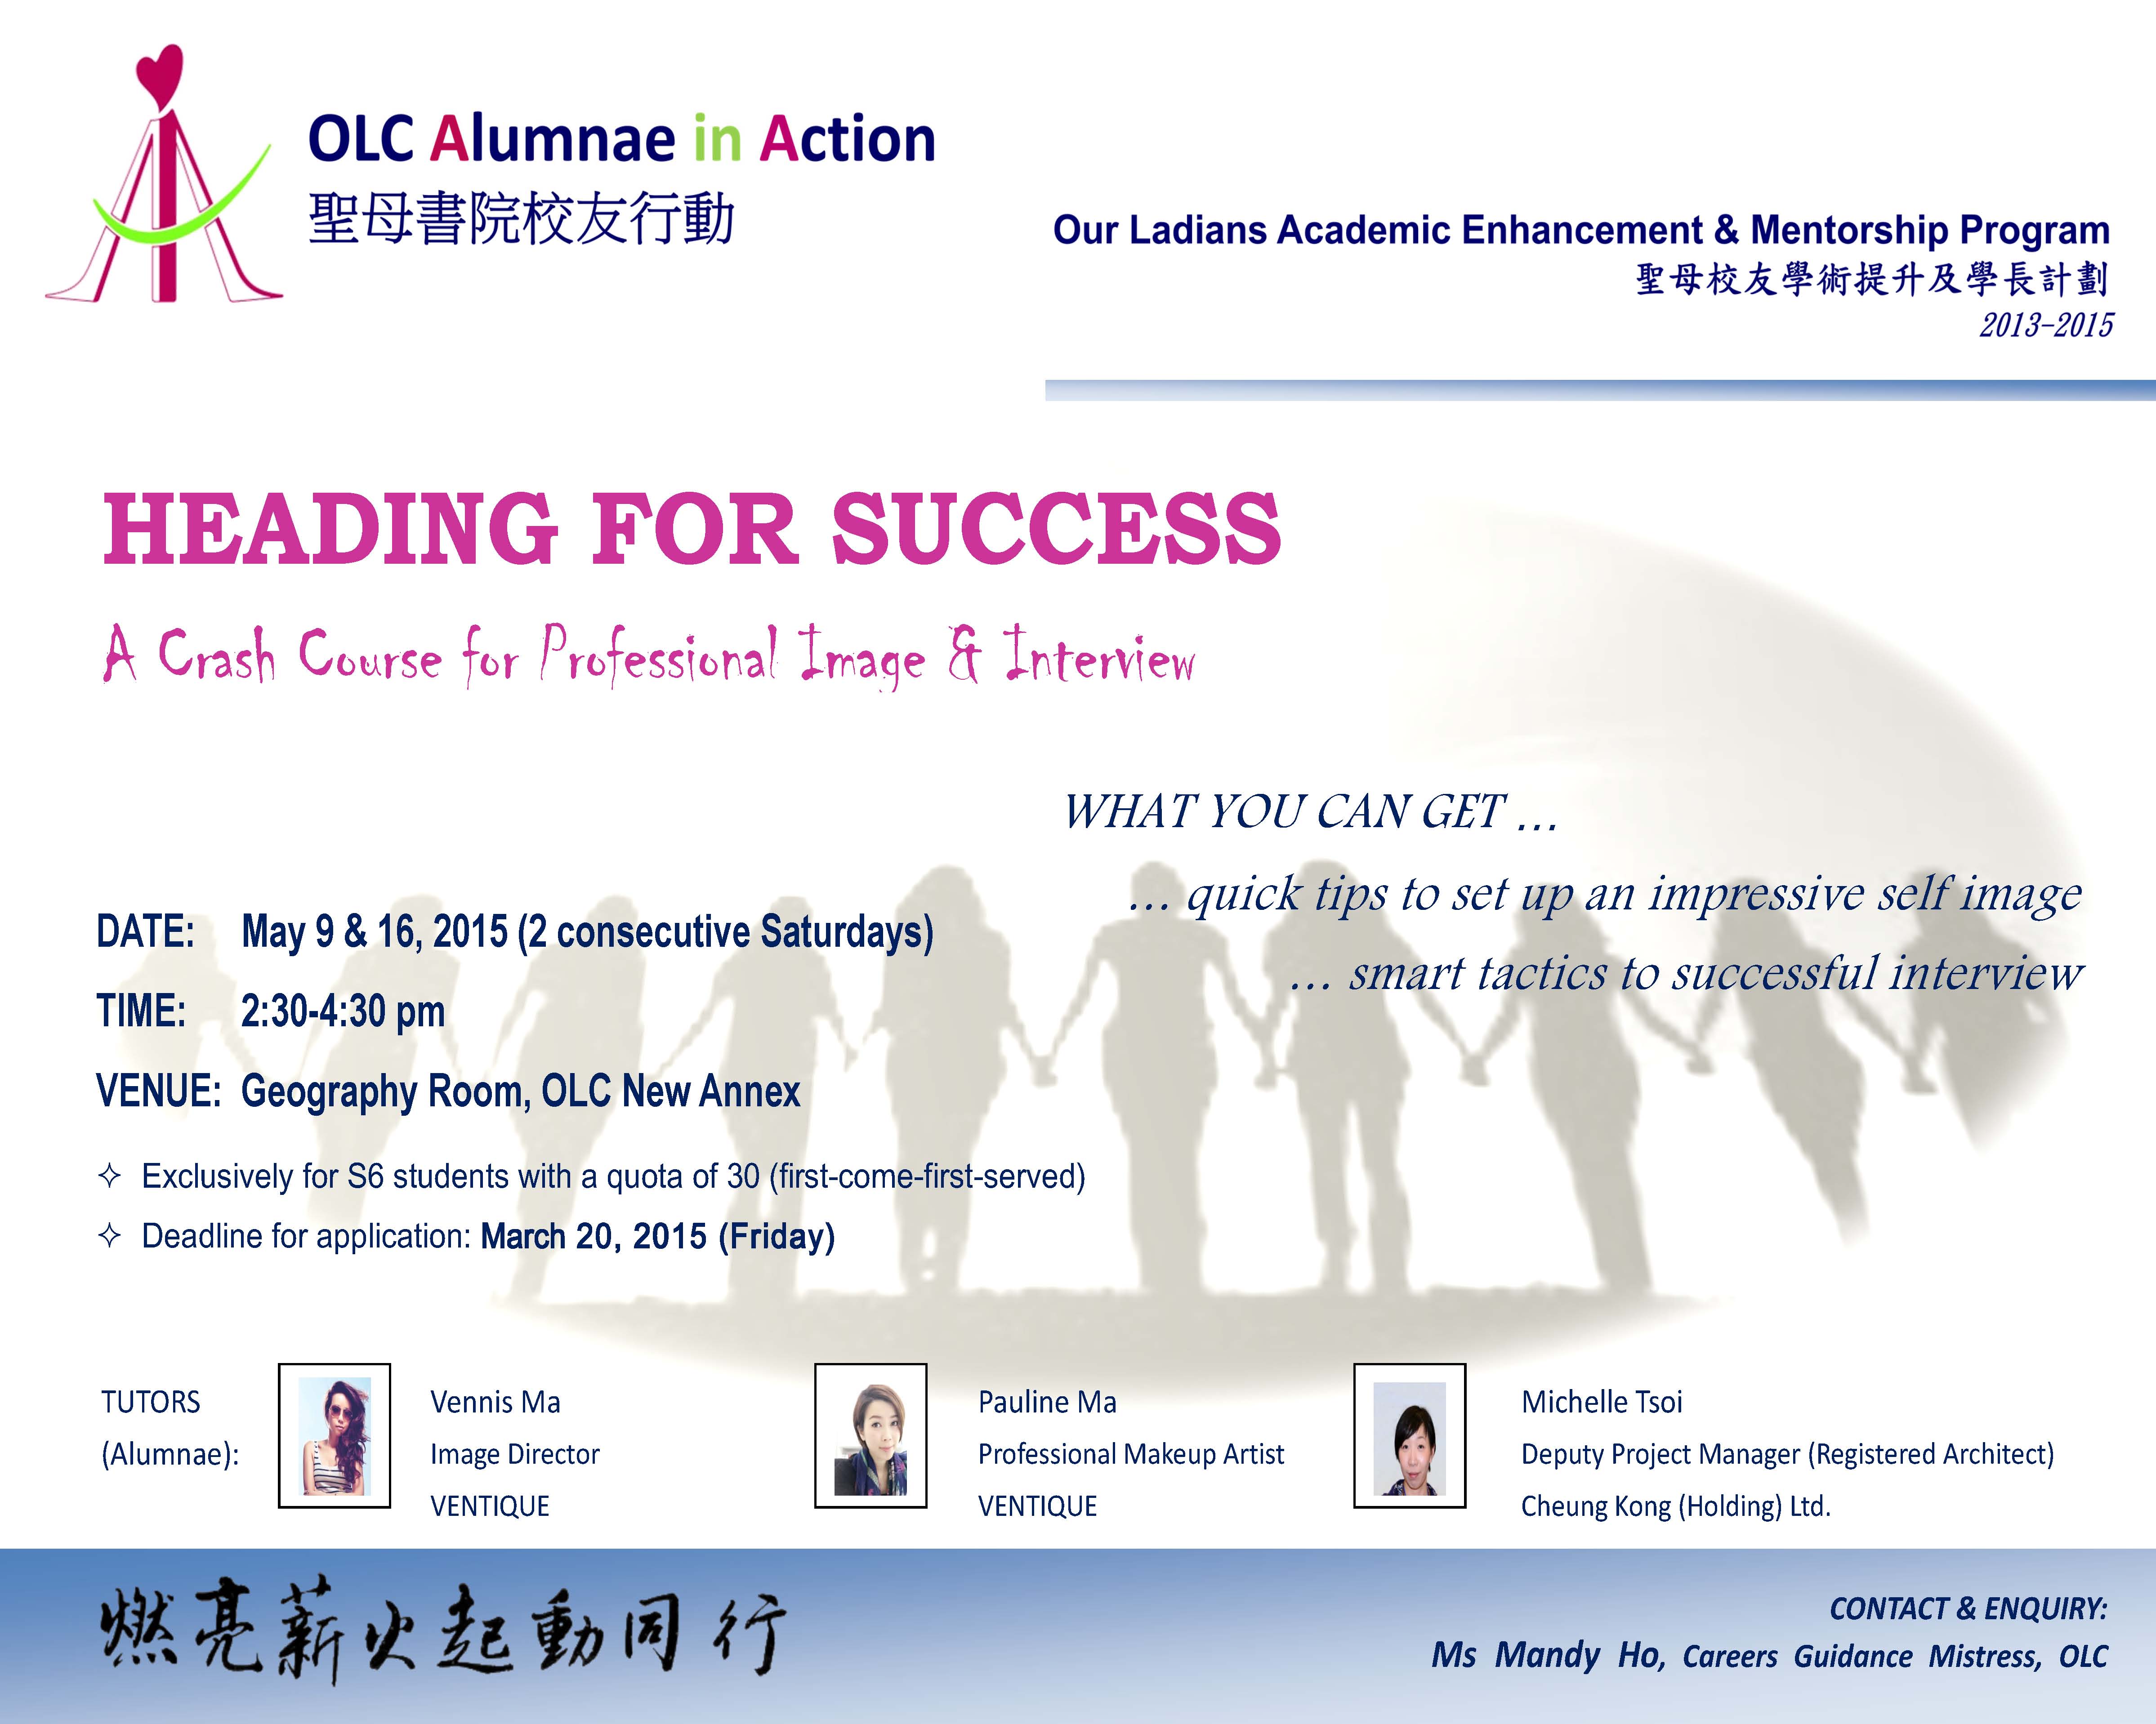 OLC Alumnae in Action
聖母書院校友行動
Our Ladians Academic Enhancement & Mentorship Program
聖母校友學術提升及學長計劃
2013-2015
HEADING FOR SUCCESS
A Crash Course for Professional Image & Interview
WHAT YOU CAN GET ...
... quick tips to set up an impressive self image
... smart tactics to successful interview
DATE: May 9 & 16, 2015 (2 consecutive Saturdays)
TIME: 2:30-4:30 pm
VENUE: Geography Room, OLC New Annex
✧ Exclusively for S6 students with a quota of 30 (first-come-first-served)
✧ Deadline for application: March 20, 2015 (Friday)
TUTORS
(Alumnae):
Vennis Ma
Image Director
VENTIQUE
Pauline Ma
Professional Makeup Artist
VENTIQUE
Michelle Tsoi
Deputy Project Manager (Registered Architect)
Cheung Kong (Holding) Ltd.
燃亮薪火起動同行
CONTACT & ENQUIRY:
Ms Mandy Ho, Careers Guidance Mistress, OLC